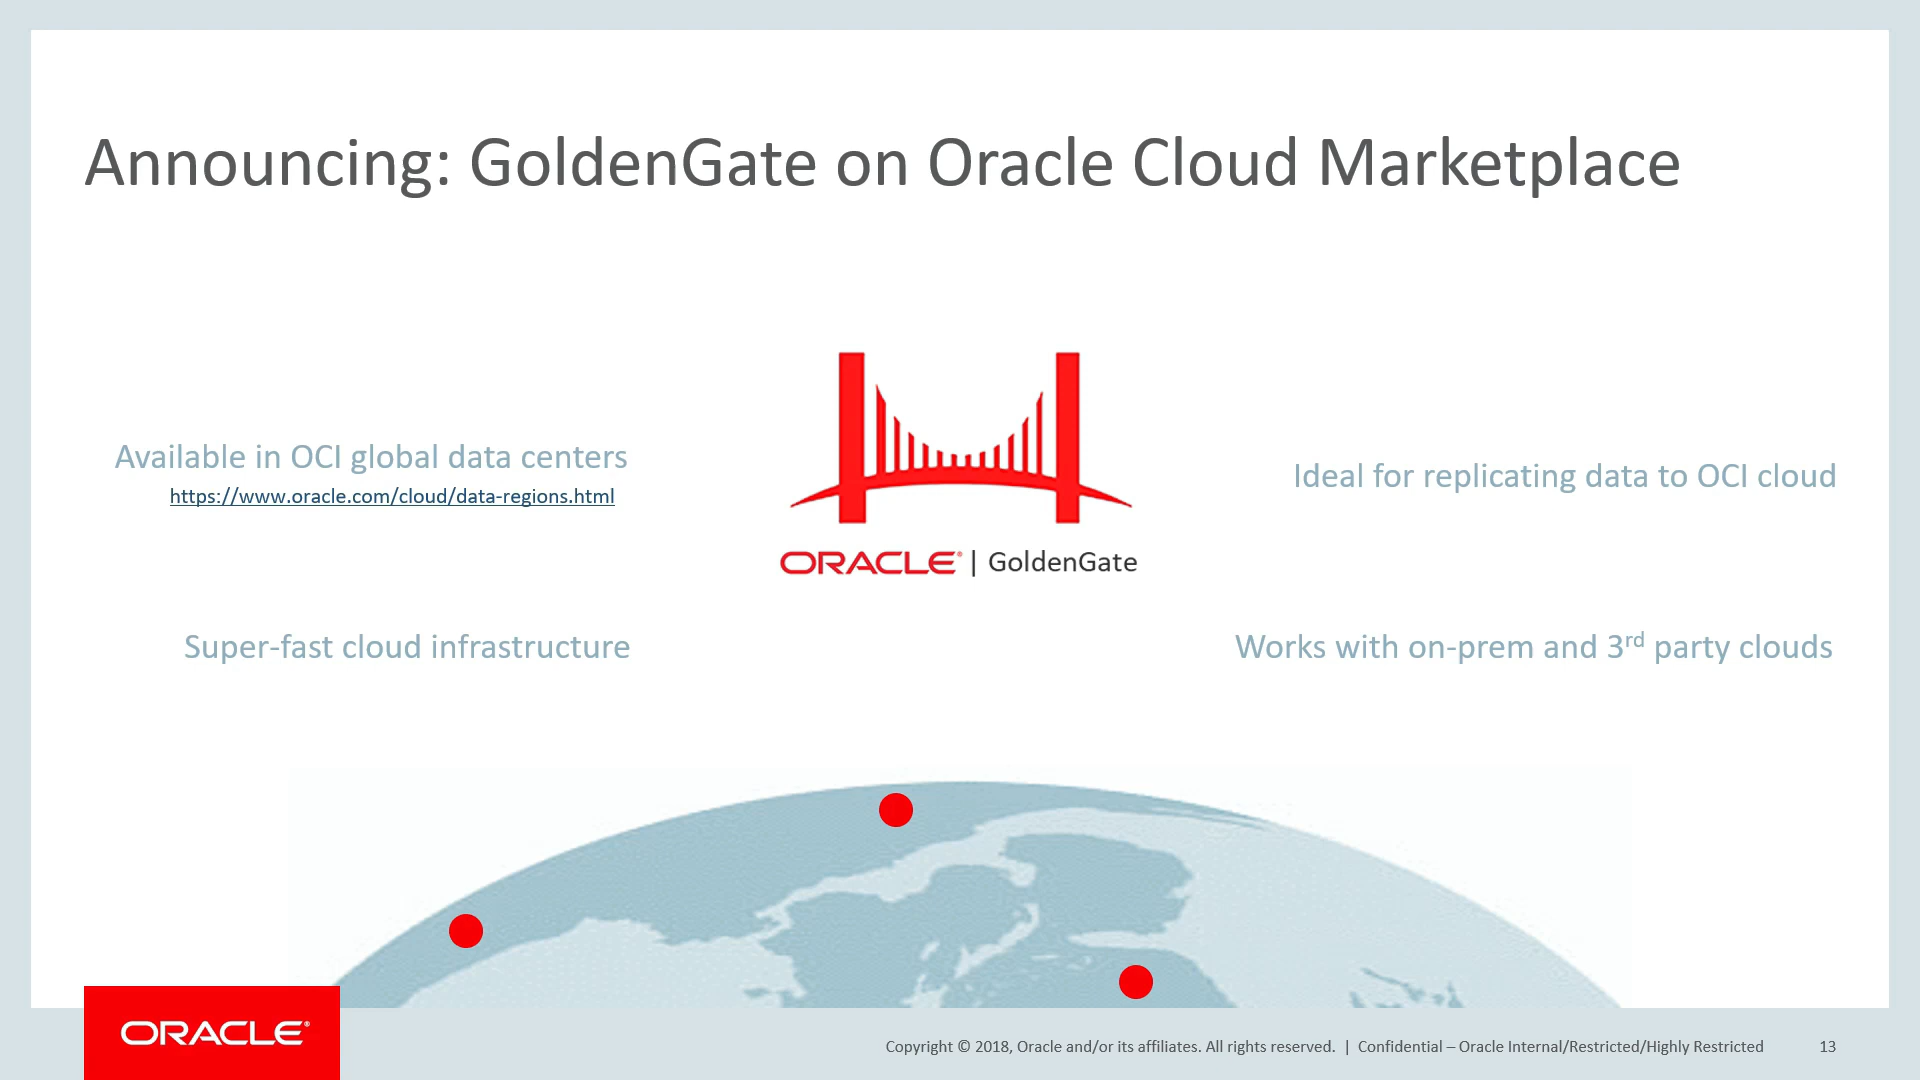 Announcing: GoldenGate on Oracle Cloud Marketplace
Available in OCI global data centers
https://www.oracle.com/cloud/data-regions.html
Ideal for replicating data to OCI cloud
ORACLE® | GoldenGate
Super-fast cloud infrastructure
Works with on-prem and 3rd party clouds
ORACLE®
Copyright © 2018, Oracle and/or its affiliates. All rights reserved. | Confidential – Oracle Internal/Restricted/Highly Restricted 13